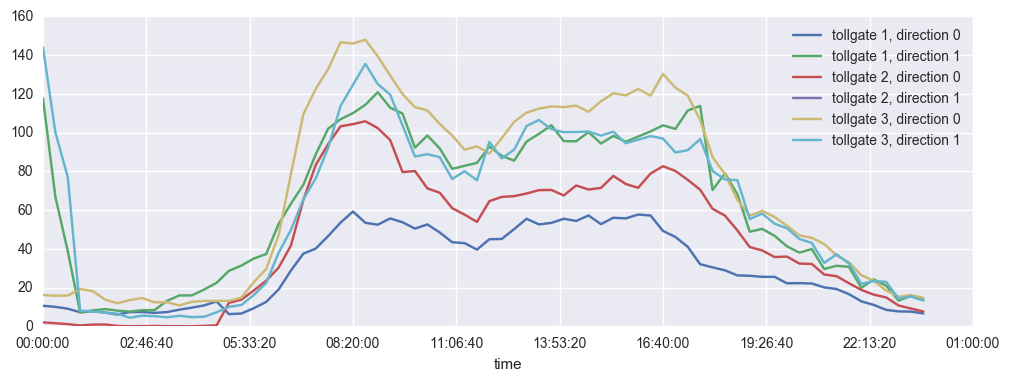 160
140
120
100
80
60
40
20
0
tollgate 1, direction 0
tollgate 1, direction 1
tollgate 2, direction 0
tollgate 2, direction 1
tollgate 3, direction 0
tollgate 3, direction 1
00:00:00 02:46:40 05:33:20 08:20:00 11:06:40 13:53:20 16:40:00 19:26:40 22:13:20 01:00:00
time